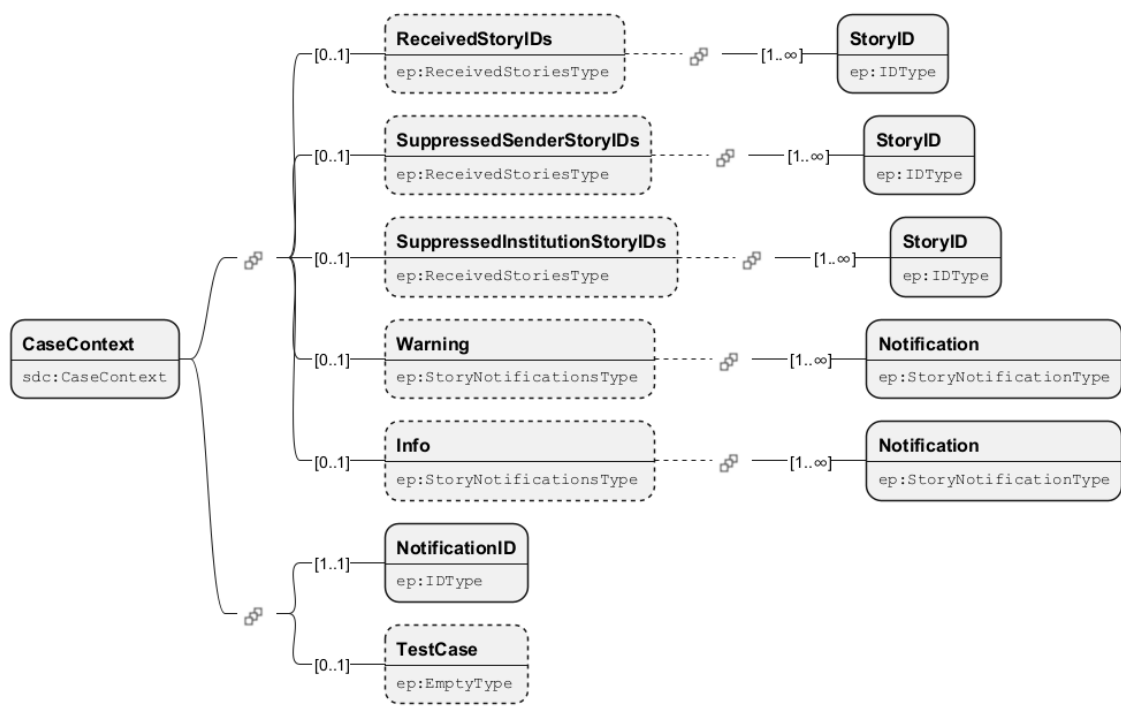 [0..1]
ReceivedStoryIDs
ep:ReceivedStoriesType
[1..∞]
StoryID
ep:IDType
[0..1]
SuppressedSenderStoryIDs
ep:ReceivedStoriesType
[1..∞]
StoryID
ep:IDType
[0..1]
SuppressedInstitutionStoryIDs
ep:ReceivedStoriesType
[1..∞]
StoryID
ep:IDType
CaseContext
sdc:CaseContext
[0..1]
Warning
ep:StoryNotificationsType
[1..∞]
Notification
ep:StoryNotificationType
[0..1]
Info
ep:StoryNotificationsType
[1..∞]
Notification
ep:StoryNotificationType
[1..1]
NotificationID
ep:IDType
[0..1]
TestCase
ep:EmptyType